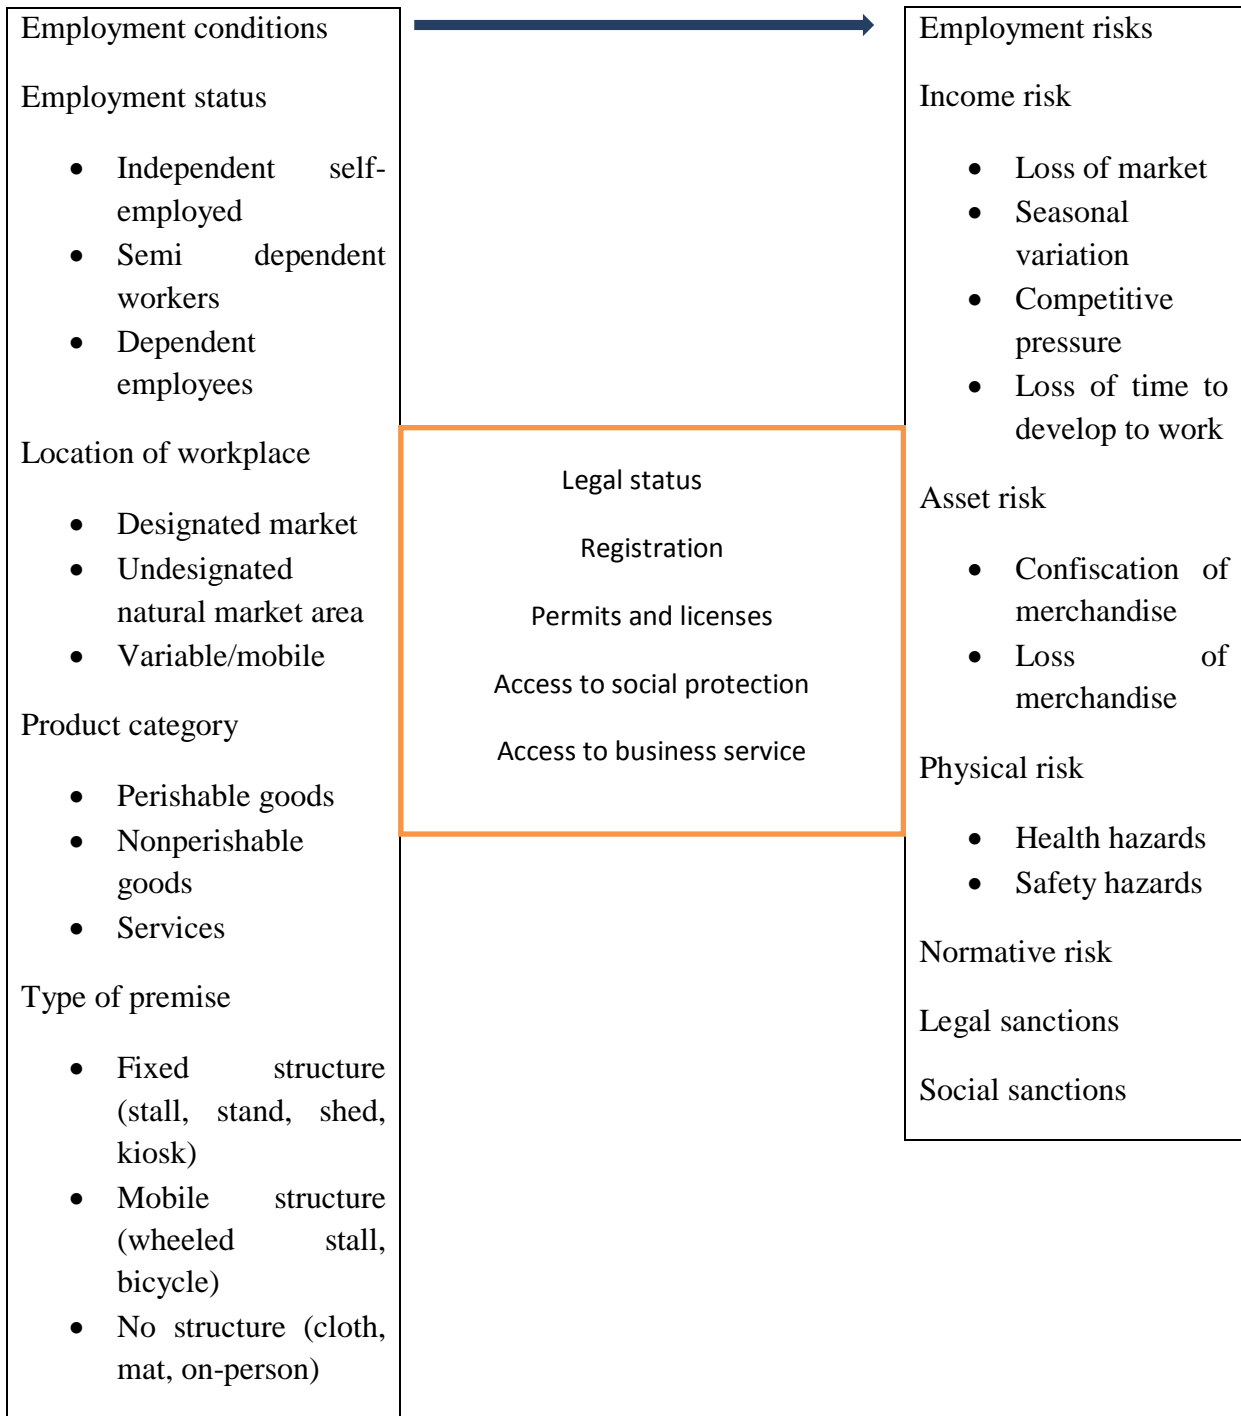 Employment conditions
Employment status
• Independent self-
employed
• Semi dependent
workers
• Dependent
employees
Location of workplace
• Designated market
• Undesignated
natural market area
• Variable/mobile
Product category
• Perishable goods
• Nonperishable
goods
• Services
Type of premise
• Fixed structure
(stall, stand, shed,
kiosk)
• Mobile structure
(wheeled stall,
bicycle)
• No structure (cloth,
mat, on-person)
Legal status
Registration
Permits and licenses
Access to social protection
Access to business service
Employment risks
Income risk
• Loss of market
• Seasonal
variation
• Competitive
pressure
• Loss of time to
develop to work
Asset risk
• Confiscation of
merchandise
• Loss of
merchandise
Physical risk
• Health hazards
• Safety hazards
Normative risk
Legal sanctions
Social sanctions